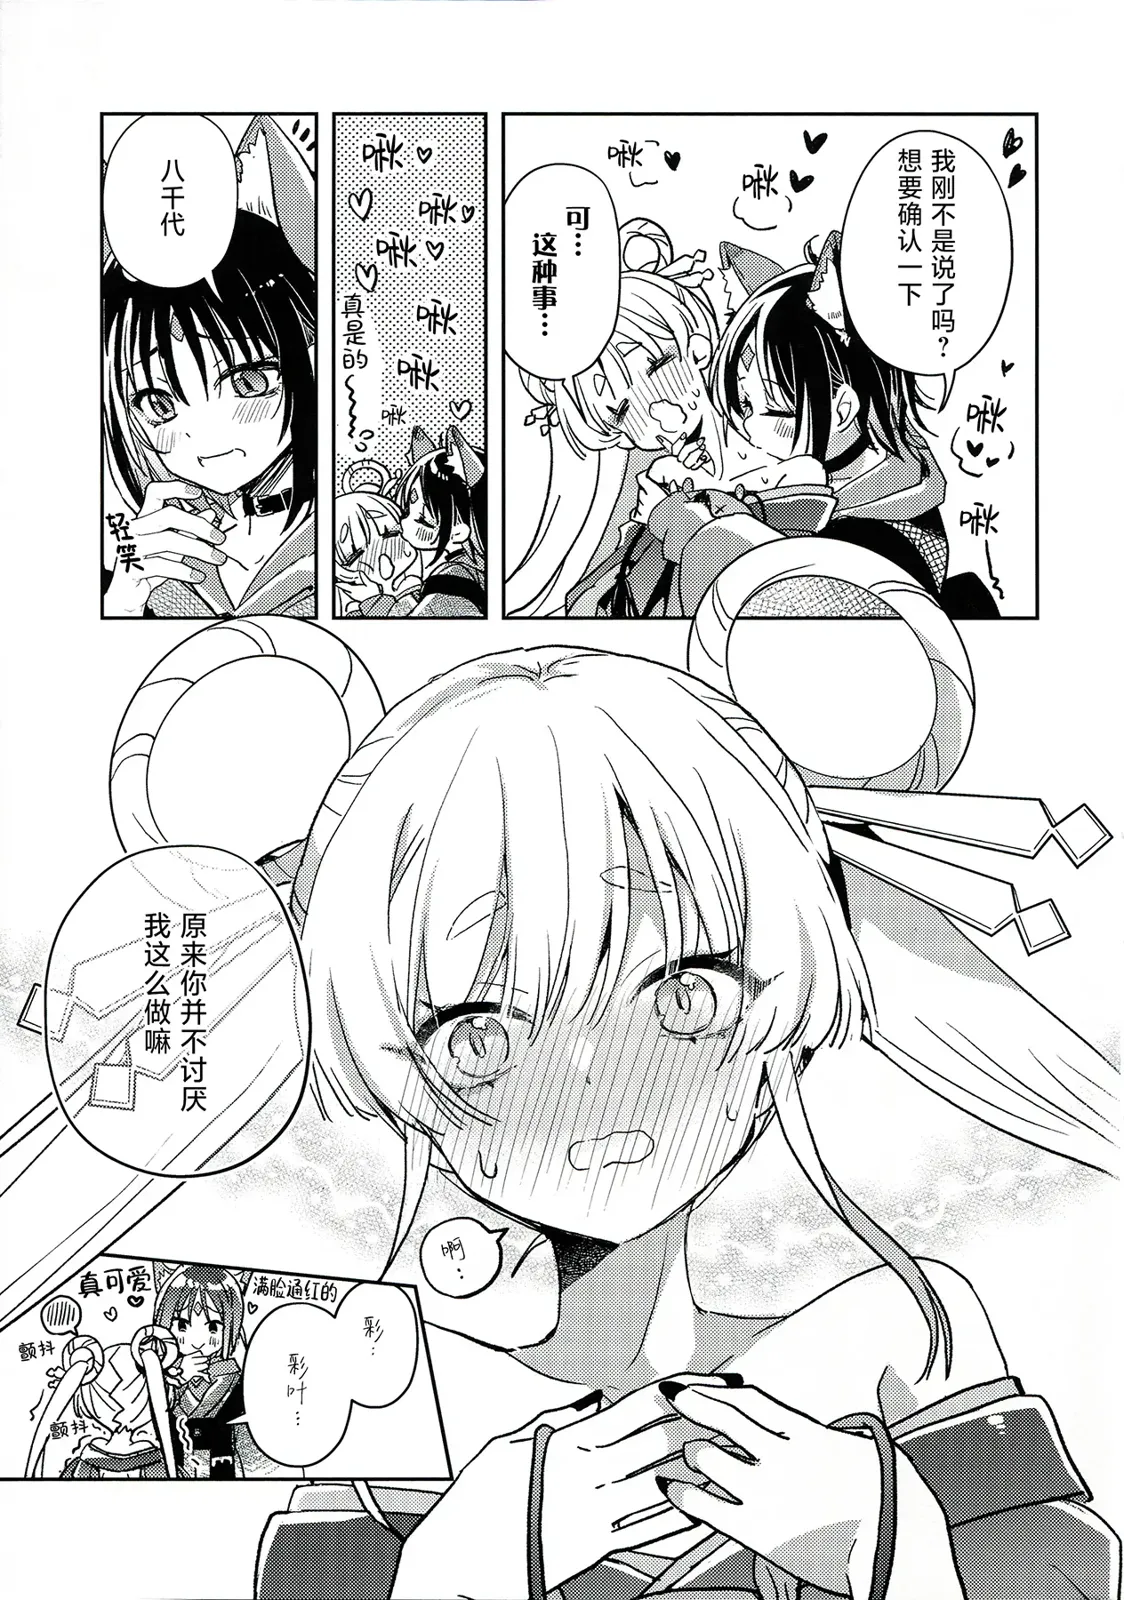 我刚不是说了吗？
想要确认一下
啾
啾
可…
这种事…
啾
啾
啾
啾
啾
啾
啾
真是的
啾
八千代
轻笑
原来你并不讨厌
我这么做嘛
啊…
满脸通红的
真可爱
颤抖
颤抖
彩…
彩叶…